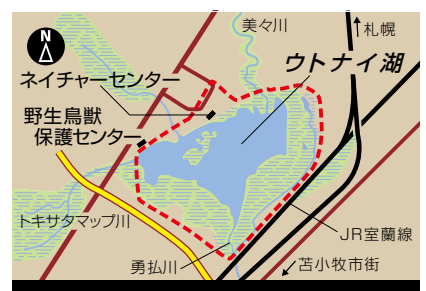 N
美々川
札幌
ウトナイ湖
ネイチャーセンター
野生鳥獣
保護センター
トキサタマップ川
JR室蘭線
勇払川
苫小牧市街